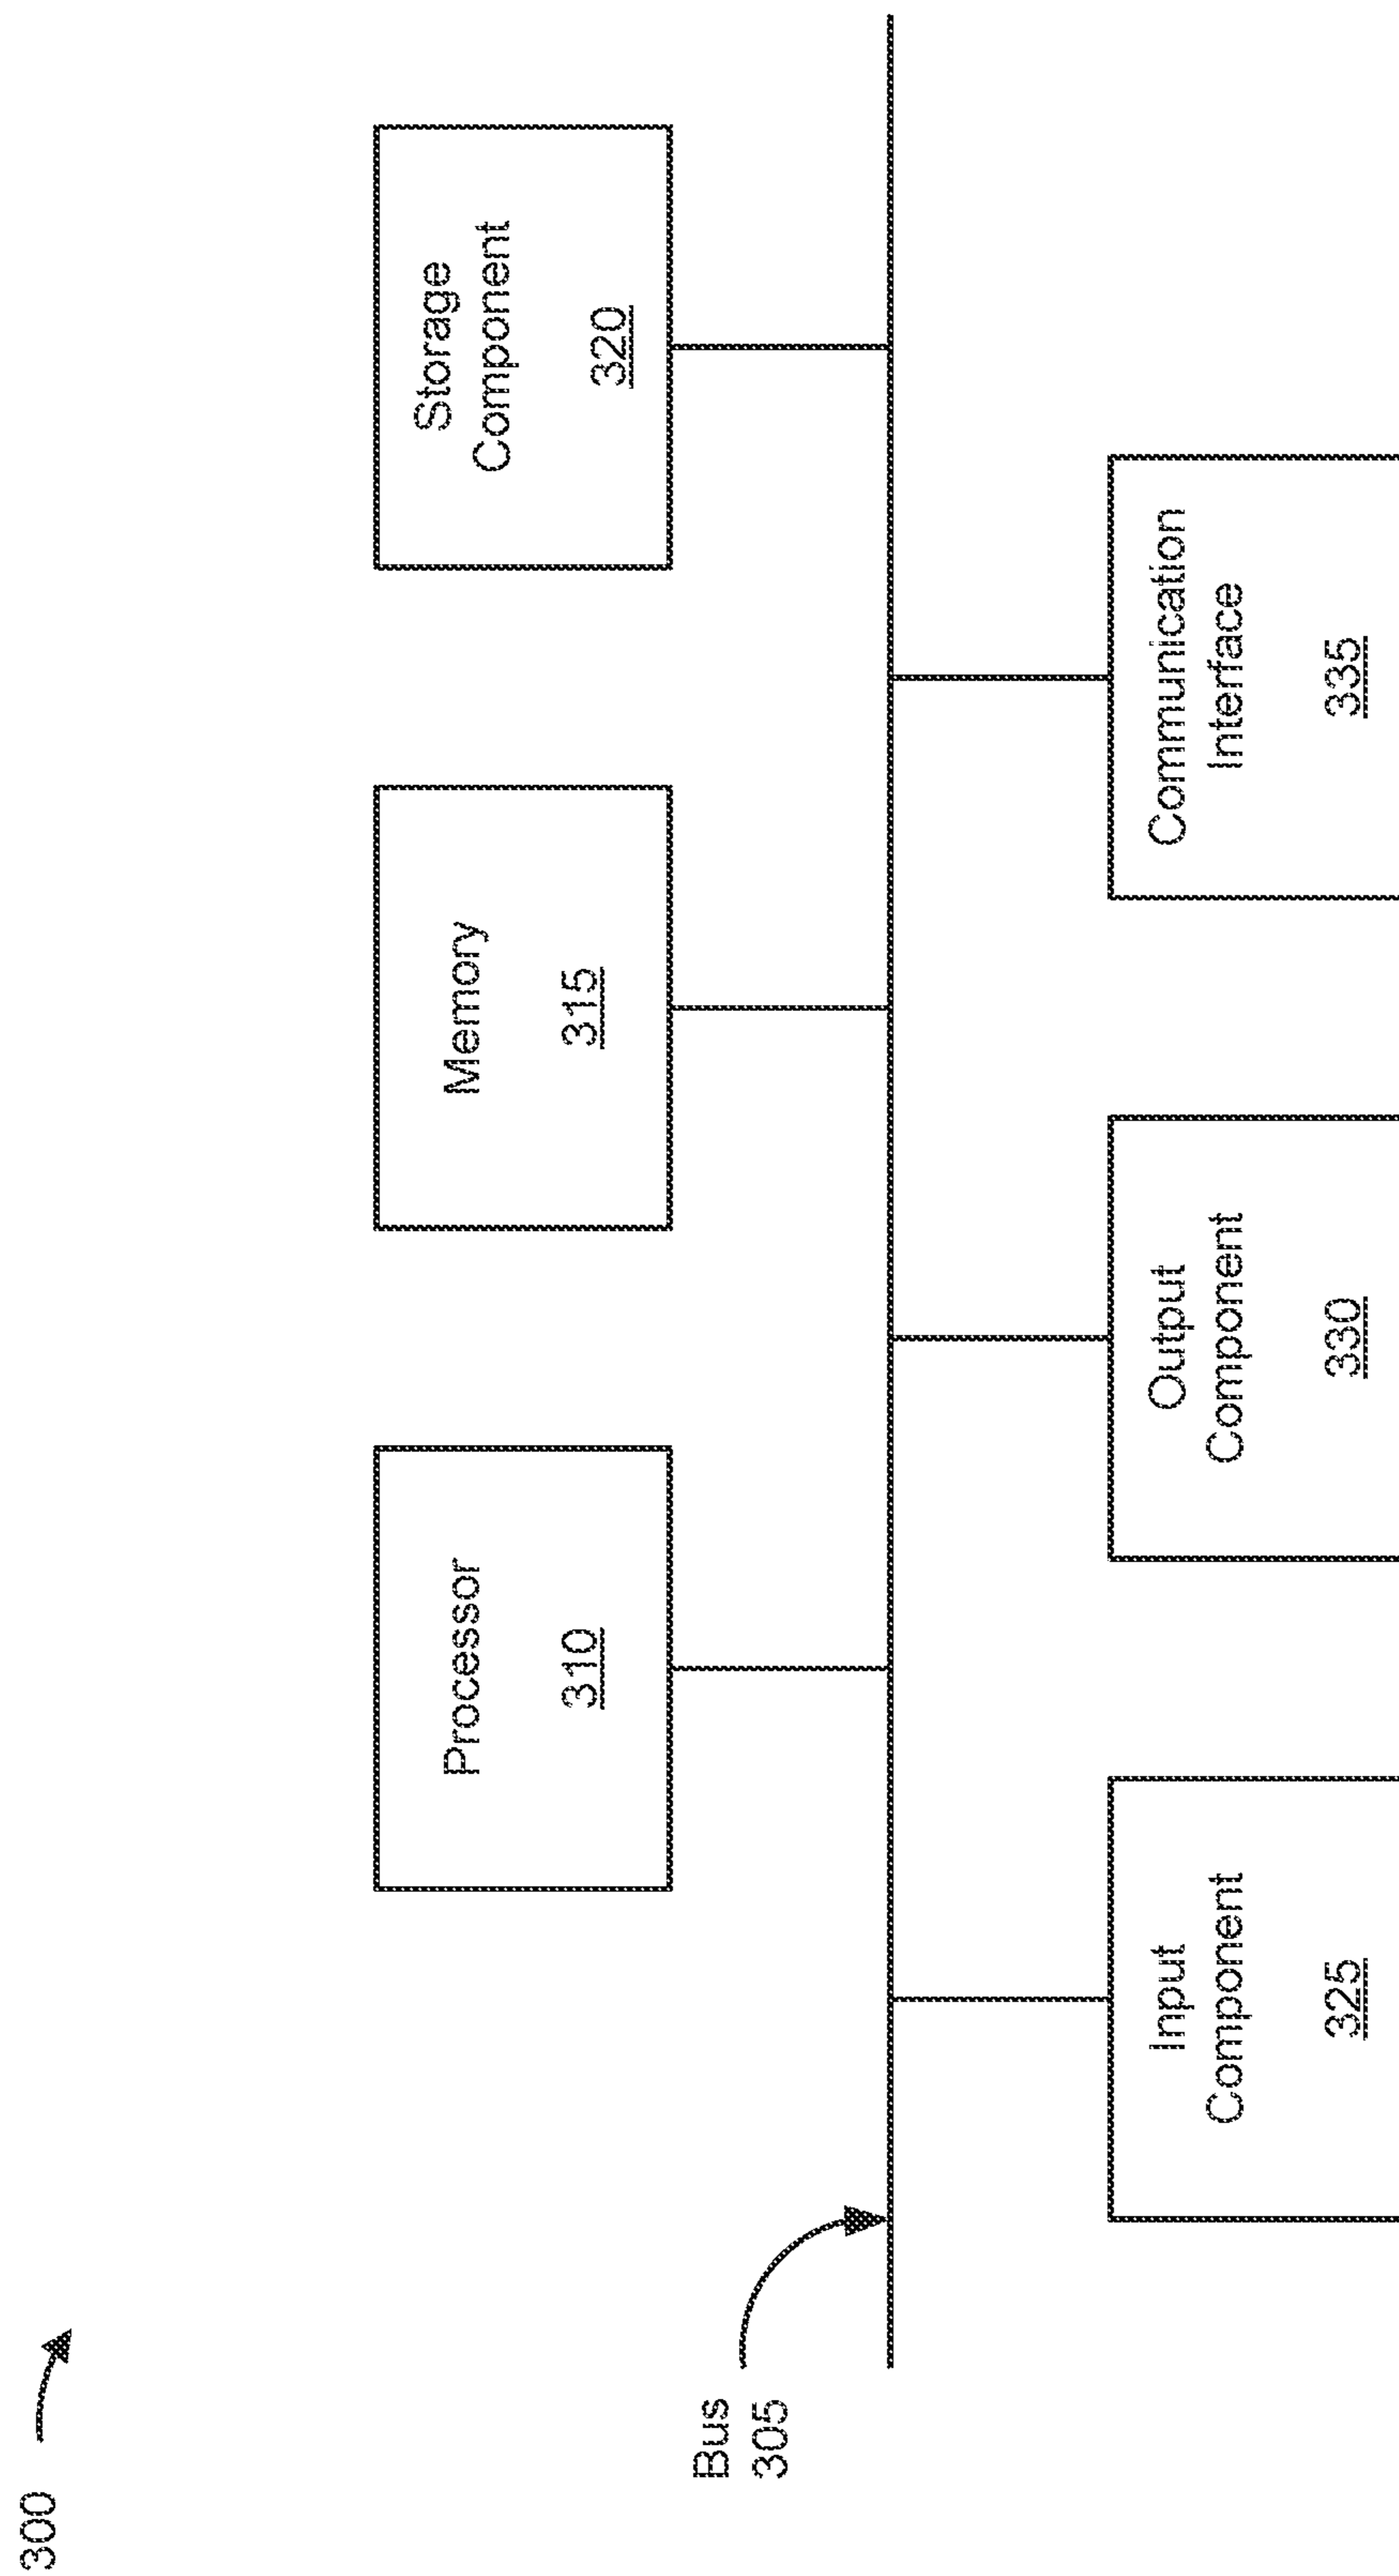 300
Processor
310
Memory
315
Storage
Component
320
Bus
305
Input
Component
325
Output
Component
330
Communication
Interface
335